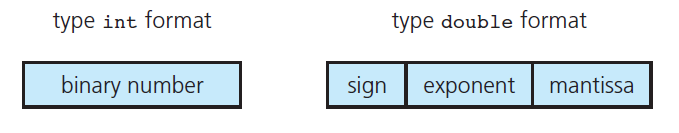 type int format
type double format
binary number
sign exponent mantissa